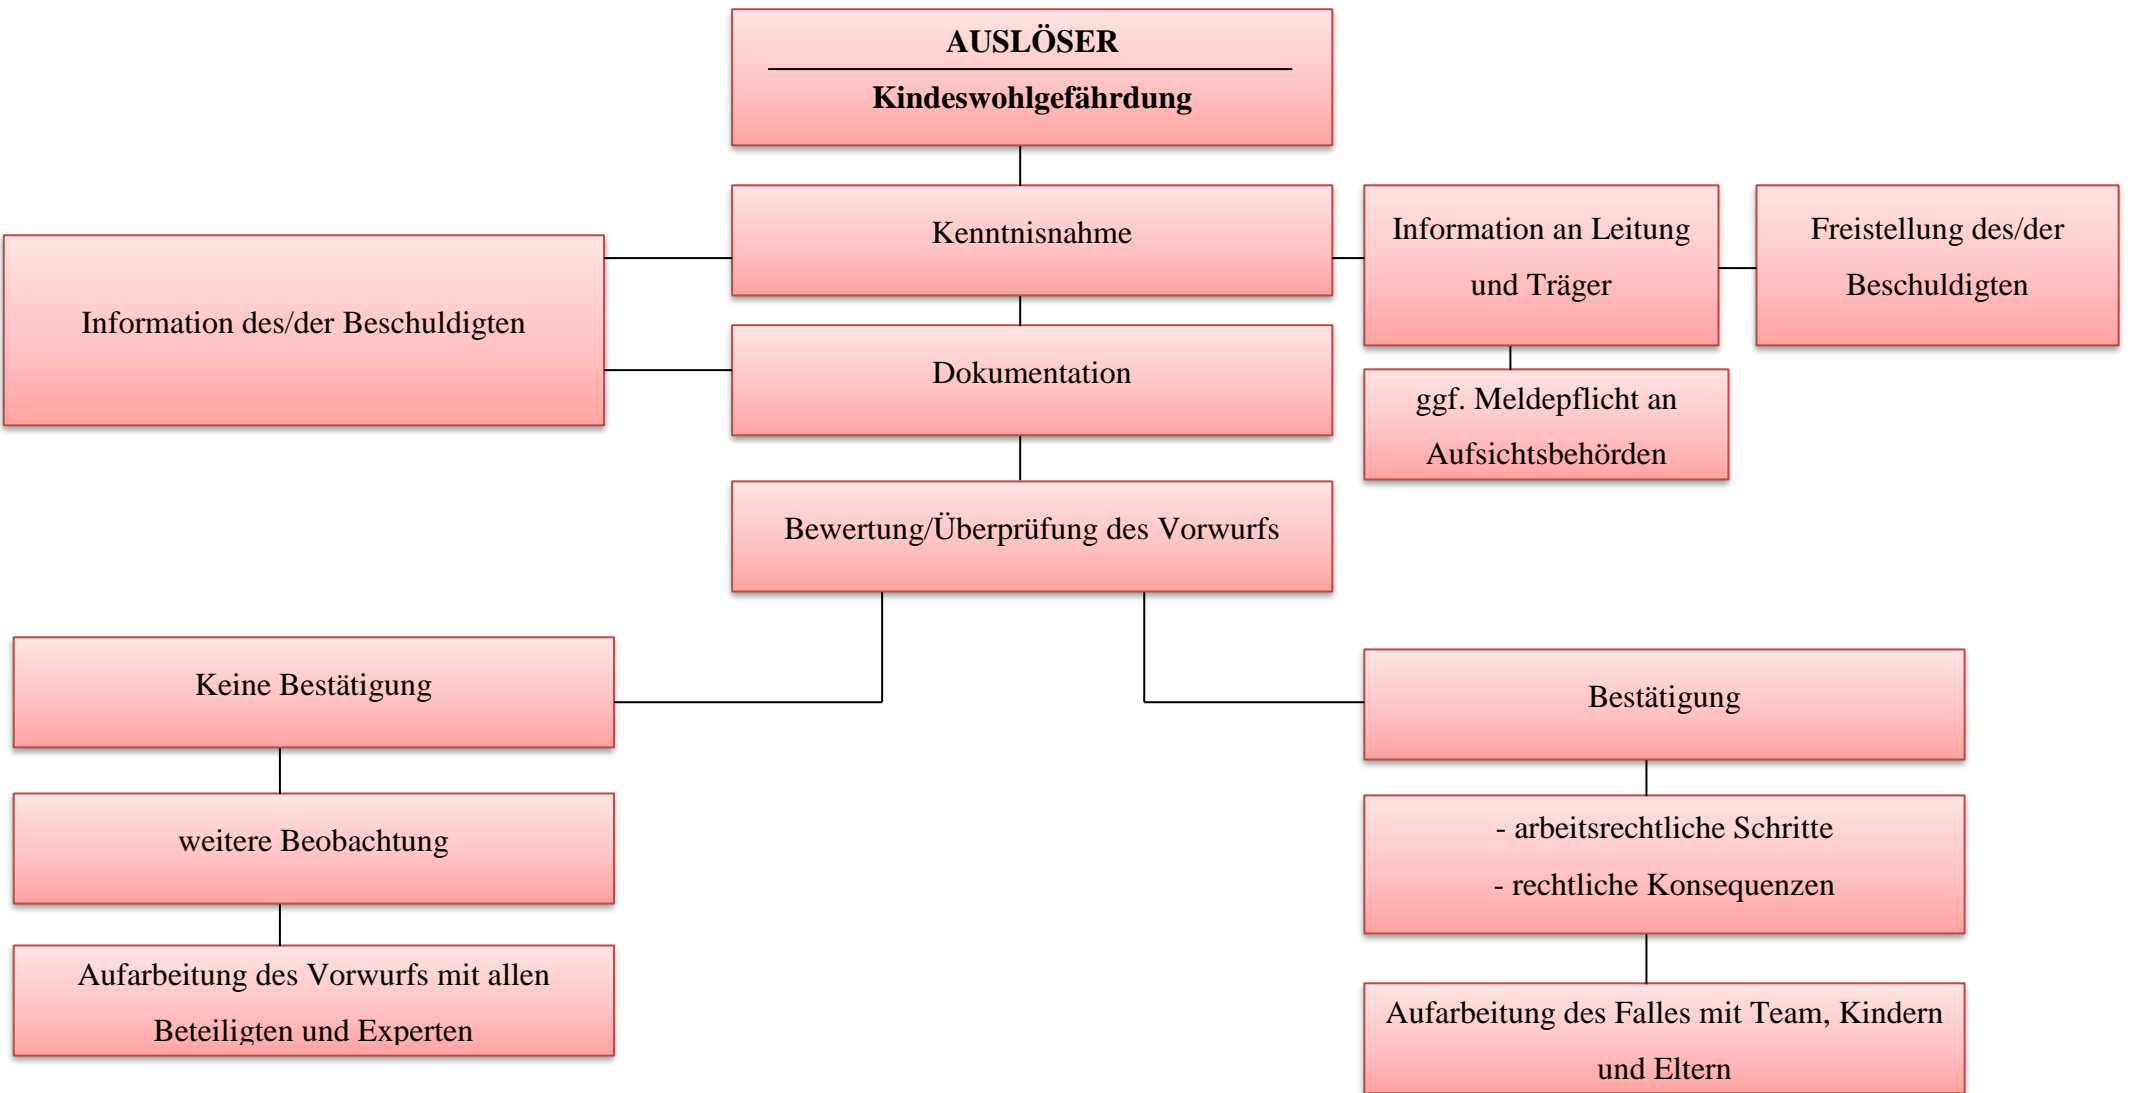 AUSLÖSER
Kindeswohlgefährdung
Kenntnisnahme
Information an Leitung
und Träger
Freistellung des/der
Beschuldigten
Information des/der Beschuldigten
Dokumentation
ggf. Meldepflicht an
Aufsichtsbehörden
Bewertung/Überprüfung des Vorwurfs
Keine Bestätigung
Bestätigung
weitere Beobachtung
- arbeitsrechtliche Schritte
- rechtliche Konsequenzen
Aufarbeitung des Vorwurfs mit allen
Beteiligten und Experten
Aufarbeitung des Falles mit Team, Kindern
und Eltern